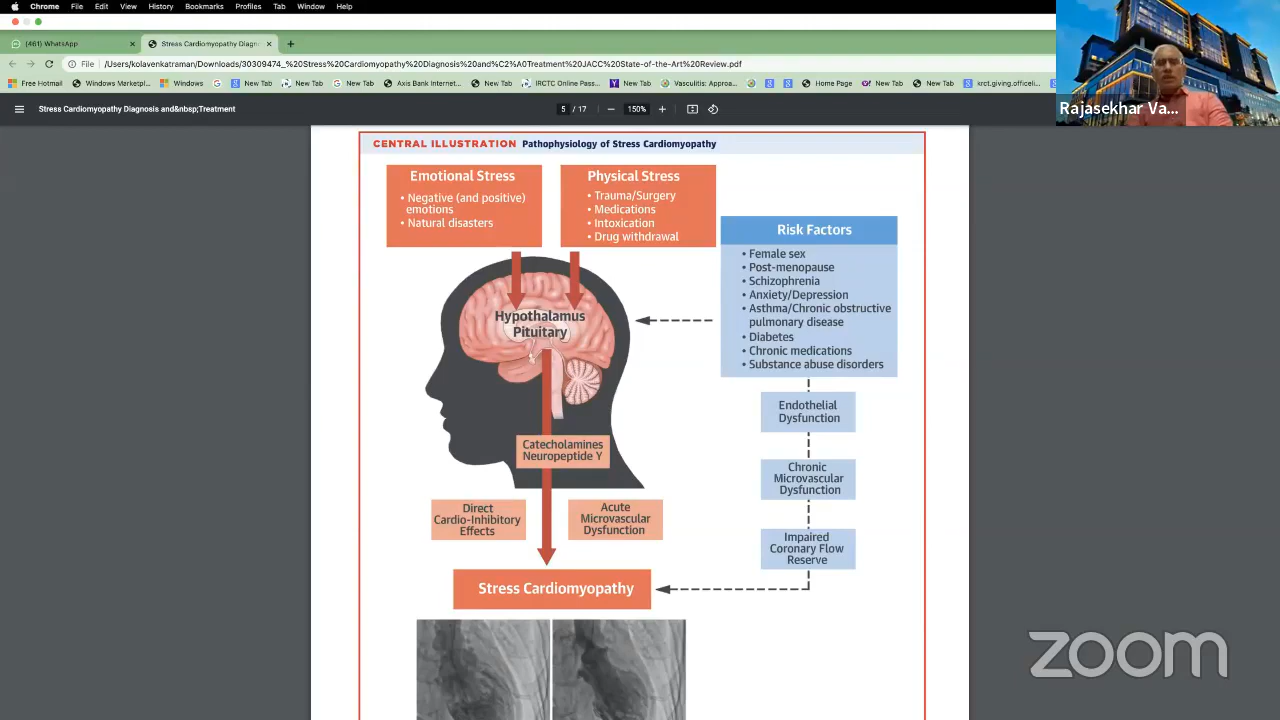 Chrome File Edit View History Bookmarks Profiles Tab Window Help
(461) WhatsApp × Stress Cardiomyopathy Diagn × +
File /Users/kolavenkatraman/Downloads/30309474_%20Stress%20Cardiomyopathy%20Diagnosis%20and%C2%A0Treatment%20JACC%20State-of-the-Art%20Review.pdf
Free Hotmail Windows Marketpl... Windows New Tab New Tab New Tab Axis Bank Internet... New Tab IRCTC Online Passe... New Tab Vasculitis: Approa... Home Page New Tab New Tab krct.giving.officeli...
Stress Cardiomyopathy Diagnosis and&nbsp;Treatment 5 / 17 − 150% +
Rajasekhar Va...
CENTRAL ILLUSTRATION Pathophysiology of Stress Cardiomyopathy
Emotional Stress
• Negative (and positive)
emotions
• Natural disasters
Physical Stress
• Trauma/Surgery
• Medications
• Intoxication
• Drug withdrawal
Risk Factors
• Female sex
• Post-menopause
• Schizophrenia
• Anxiety/Depression
• Asthma/Chronic obstructive
pulmonary disease
• Diabetes
• Chronic medications
• Substance abuse disorders
Hypothalamus
Pituitary
Endothelial
Dysfunction
Catecholamines
Neuropeptide Y
Chronic
Microvascular
Dysfunction
Direct
Cardio-Inhibitory
Effects
Acute
Microvascular
Dysfunction
Impaired
Coronary Flow
Reserve
Stress Cardiomyopathy
zoom